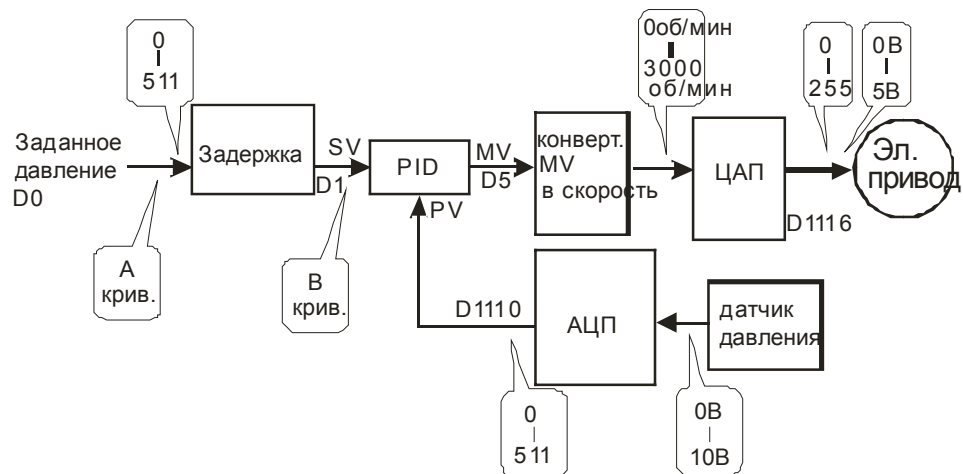 0
511
Заданное
давление
D0
А
крив.
Задержка
SV
D1
В
крив.
PID
PV
MV
D5
конверт.
MV
в скорость
0об/мин
3000
об/мин
ЦАП
D1116
0
255
0В
5В
Эл.
привод
D1110
0
511
АЦП
0В
10В
датчик
давления